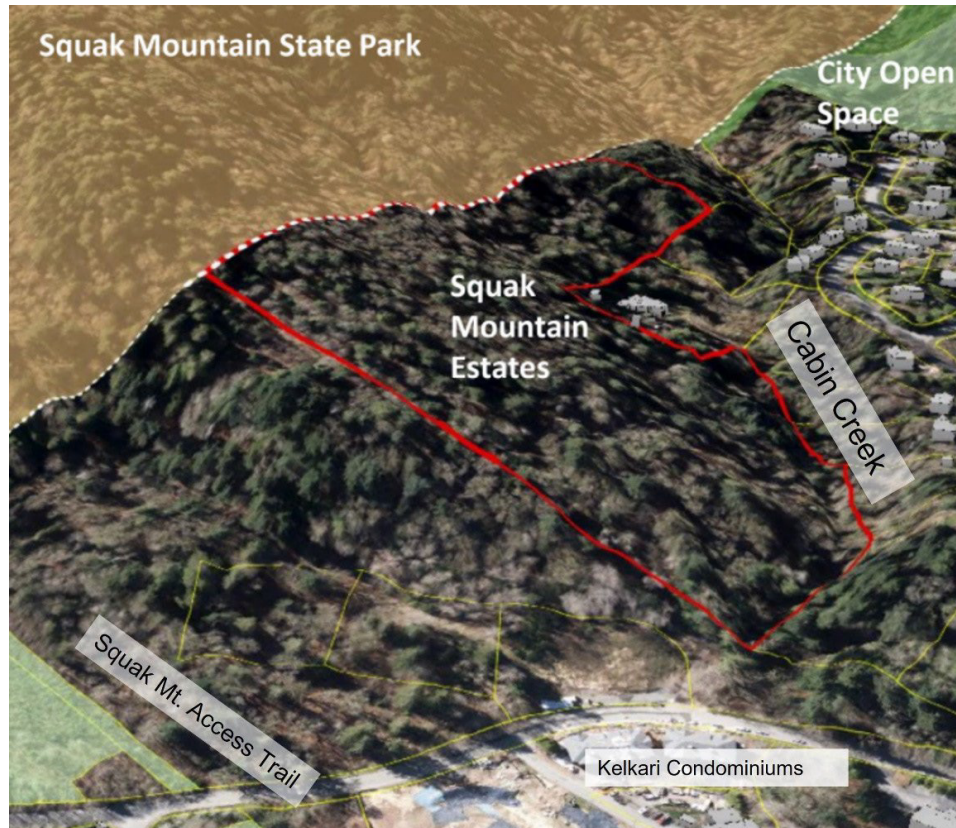 Squak Mountain State Park
City Open
Space
Squak
Mountain
Estates
Cabin Creek
Squak Mt. Access Trail
Kelkari Condominiums